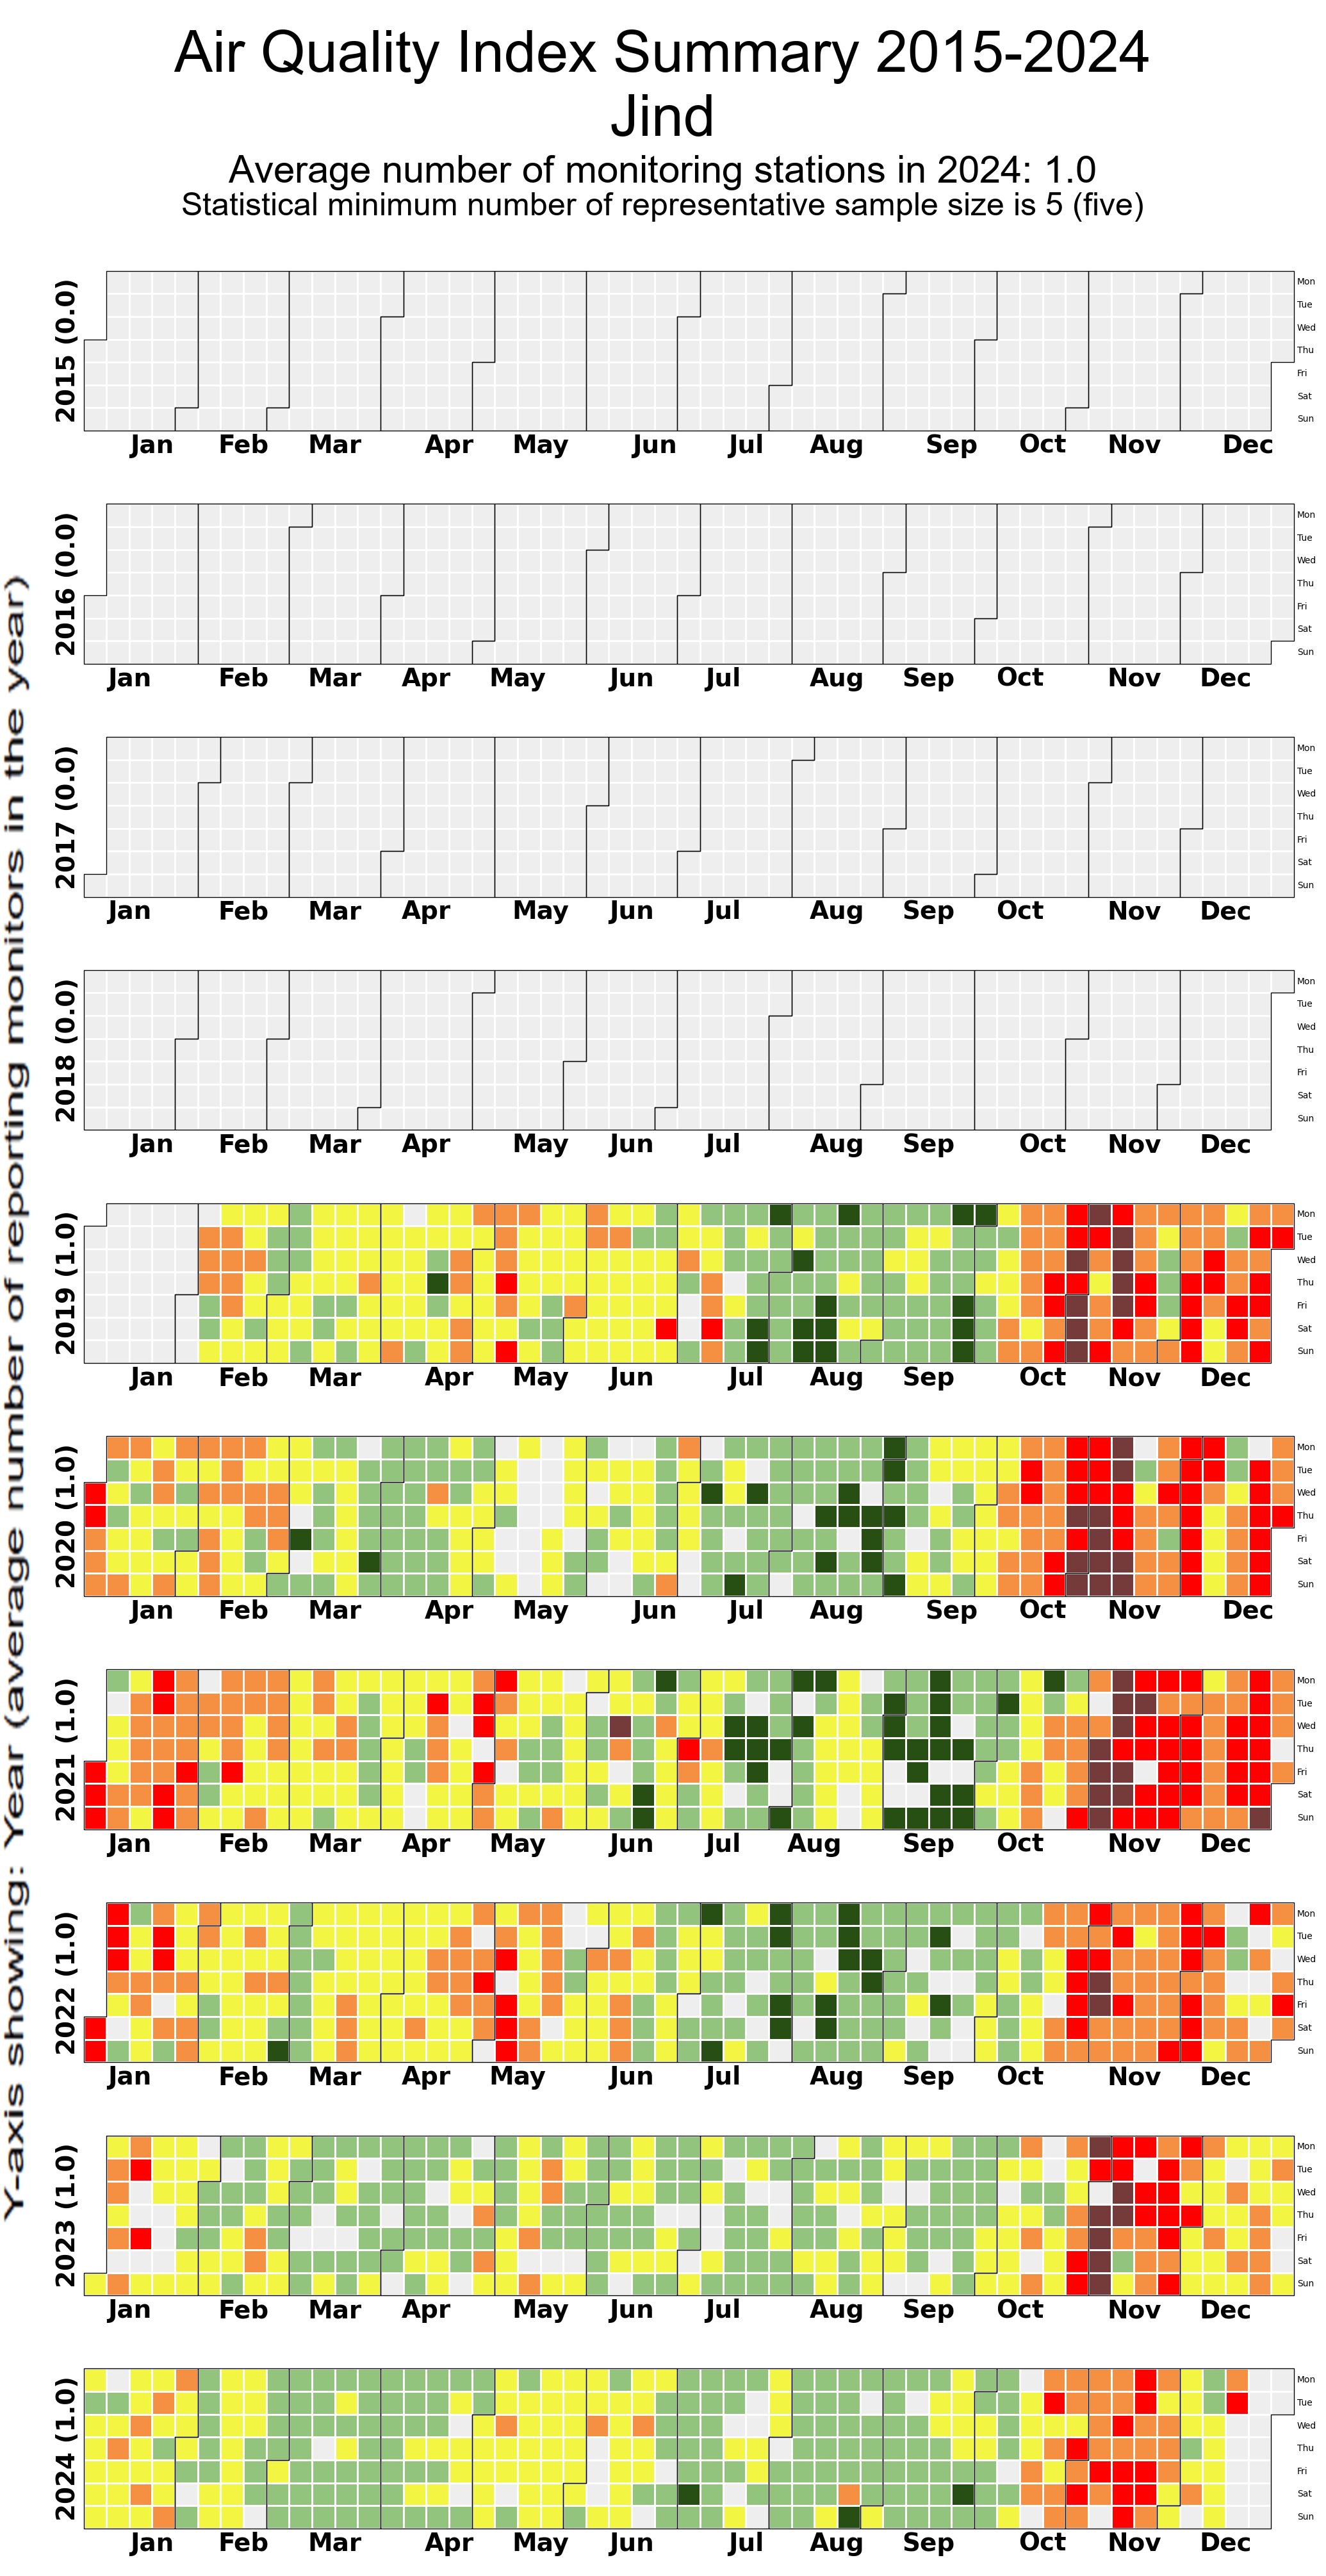 Air Quality Index Summary 2015-2024
Jind
Average number of monitoring stations in 2024: 1.0
Statistical minimum number of representative sample size is 5 (five)
Y-axis showing: Year (average number of reporting monitors in the year)
2015 (0.0)
Mon
Tue
Wed
Thu
Fri
Sat
Sun
Jan Feb Mar Apr May Jun Jul Aug Sep Oct Nov Dec
2016 (0.0)
Mon
Tue
Wed
Thu
Fri
Sat
Sun
Jan Feb Mar Apr May Jun Jul Aug Sep Oct Nov Dec
2017 (0.0)
Mon
Tue
Wed
Thu
Fri
Sat
Sun
Jan Feb Mar Apr May Jun Jul Aug Sep Oct Nov Dec
2018 (0.0)
Mon
Tue
Wed
Thu
Fri
Sat
Sun
Jan Feb Mar Apr May Jun Jul Aug Sep Oct Nov Dec
2019 (1.0)
Mon
Tue
Wed
Thu
Fri
Sat
Sun
Jan Feb Mar Apr May Jun Jul Aug Sep Oct Nov Dec
2020 (1.0)
Mon
Tue
Wed
Thu
Fri
Sat
Sun
Jan Feb Mar Apr May Jun Jul Aug Sep Oct Nov Dec
2021 (1.0)
Mon
Tue
Wed
Thu
Fri
Sat
Sun
Jan Feb Mar Apr May Jun Jul Aug Sep Oct Nov Dec
2022 (1.0)
Mon
Tue
Wed
Thu
Fri
Sat
Sun
Jan Feb Mar Apr May Jun Jul Aug Sep Oct Nov Dec
2023 (1.0)
Mon
Tue
Wed
Thu
Fri
Sat
Sun
Jan Feb Mar Apr May Jun Jul Aug Sep Oct Nov Dec
2024 (1.0)
Mon
Tue
Wed
Thu
Fri
Sat
Sun
Jan Feb Mar Apr May Jun Jul Aug Sep Oct Nov Dec